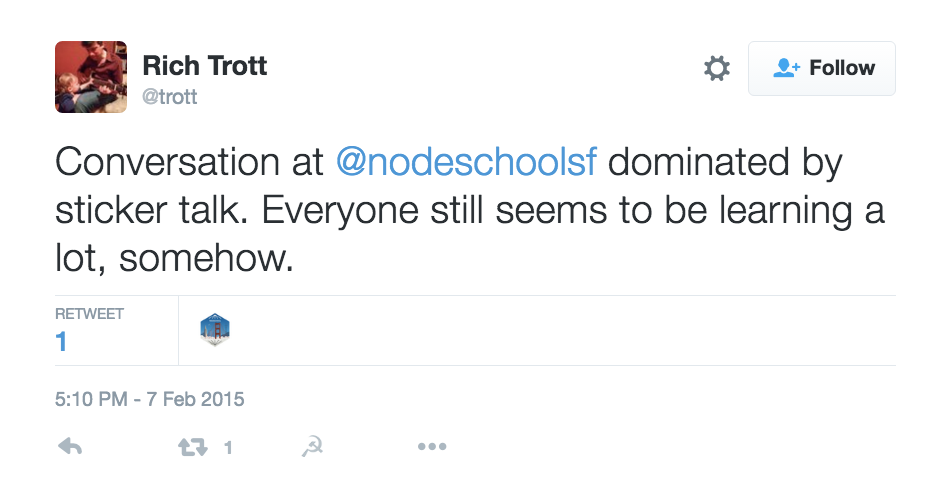 Rich Trott
@trott
Follow
Conversation at @nodeschoolsf dominated by
sticker talk. Everyone still seems to be learning a
lot, somehow.
RETWEET
1
5:10 PM - 7 Feb 2015
1